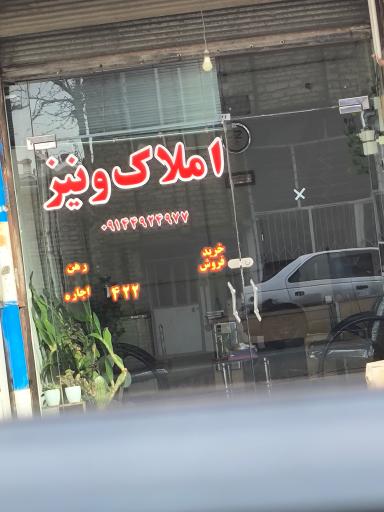 املاک ونیز
۰۹۱۴۴۹۲۴۹۷۷
خرید
فروش
رهن
اجاره
۴۲۲